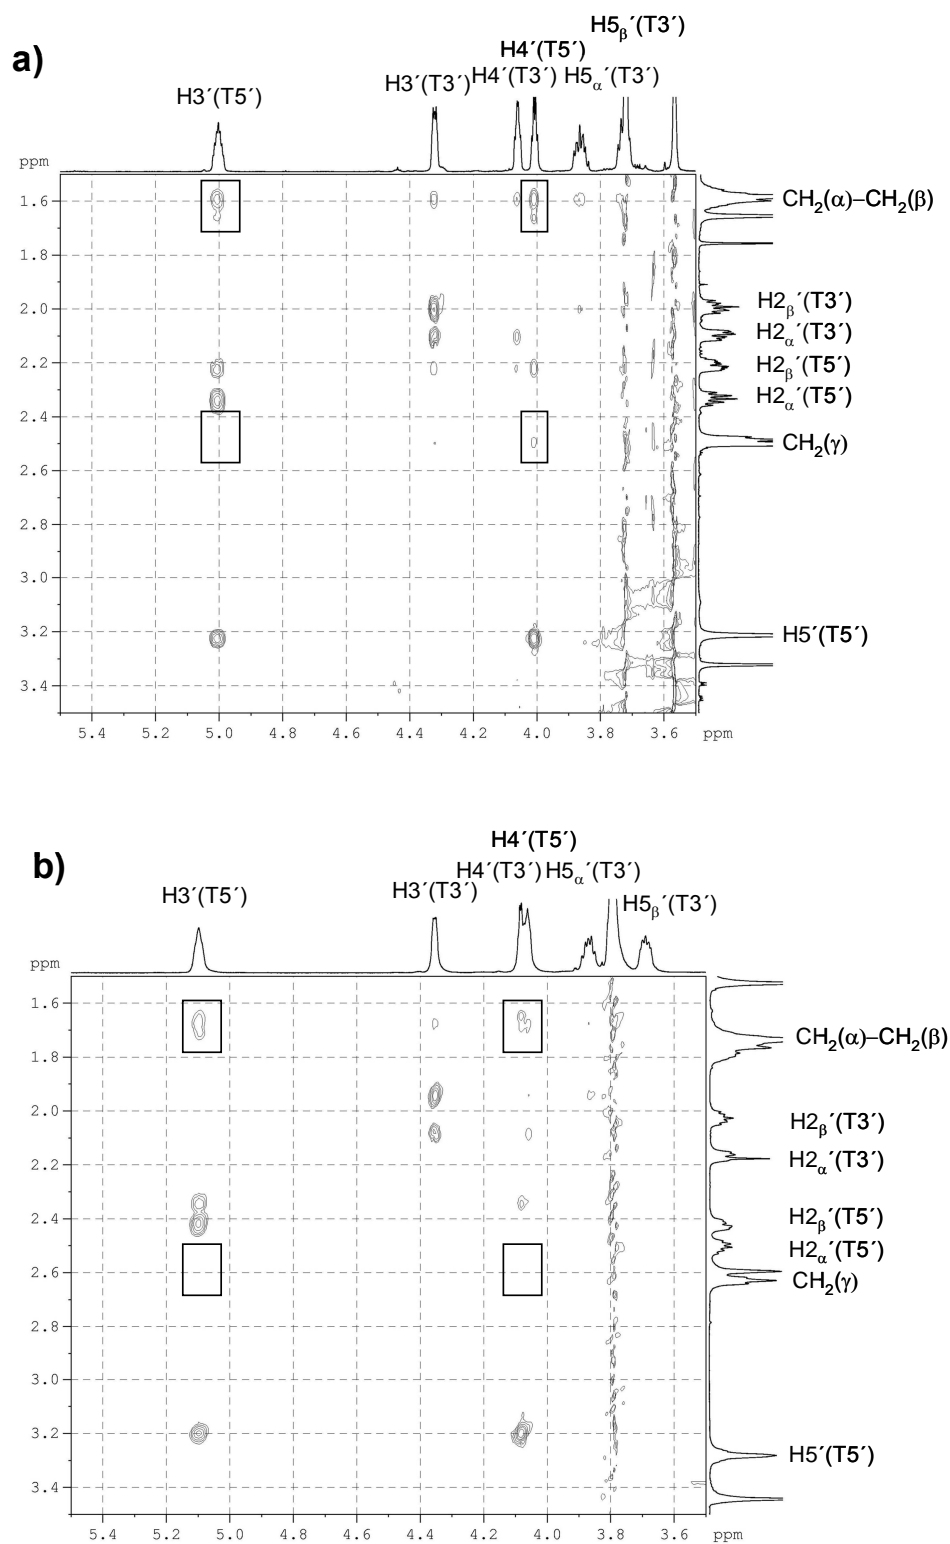 a)
H5β´(T3´)
H4´(T5´)
H3´(T5´) H3´(T3´) H4´(T3´) H5α´(T3´)
ppm
1.6
1.8
2.0
2.2
2.4
2.6
2.8
3.0
3.2
3.4
CH2(α)–CH2(β)
H2β´(T3´)
H2α´(T3´)
H2β´(T5´)
H2α´(T5´)
CH2(γ)
H5´(T5´)
5.4 5.2 5.0 4.8 4.6 4.4 4.2 4.0 3.8 3.6 ppm
b)
H4´(T5´)
H3´(T5´) H3´(T3´) H4´(T3´) H5α´(T3´)
H5β´(T3´)
ppm
1.6
1.8
2.0
2.2
2.4
2.6
2.8
3.0
3.2
3.4
CH2(α)–CH2(β)
H2β´(T3´)
H2α´(T3´)
H2β´(T5´)
H2α´(T5´)
CH2(γ)
H5´(T5´)
5.4 5.2 5.0 4.8 4.6 4.4 4.2 4.0 3.8 3.6 ppm